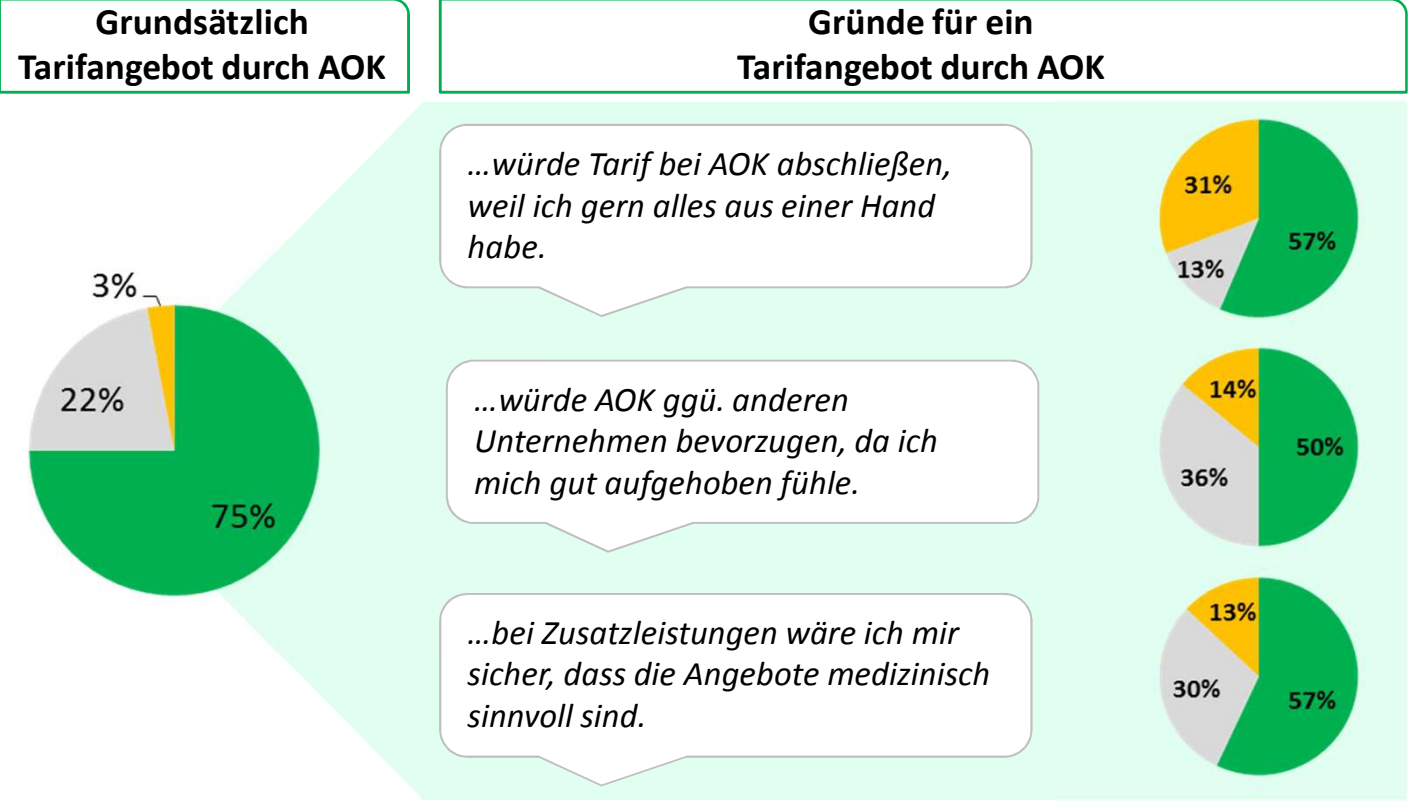 Grundsätzlich
Tarifangebot durch AOK
Gründe für ein
Tarifangebot durch AOK
3%
22%
75%
…würde Tarif bei AOK abschließen,
weil ich gern alles aus einer Hand
habe.
31%
57%
13%
…würde AOK ggü. anderen
Unternehmen bevorzugen, da ich
mich gut aufgehoben fühle.
14%
50%
36%
…bei Zusatzleistungen wäre ich mir
sicher, dass die Angebote medizinisch
sinnvoll sind.
13%
30%
57%